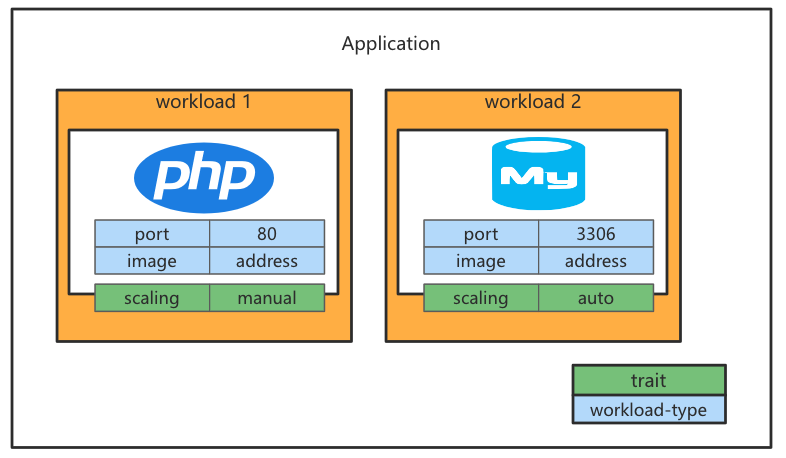 Application
workload 1
workload 2
php
My
port 80
image address
scaling manual
port 3306
image address
scaling auto
trait
workload-type